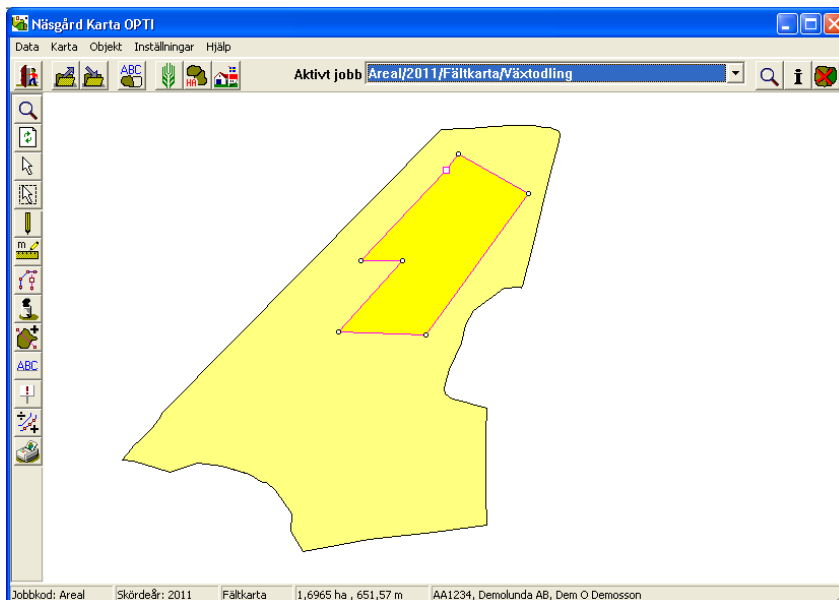 Näsgård Karta OPTI
Data Karta Objekt Inställningar Hjälp
ABC HA Aktivt jobb Areal/2011/Fältkarta/Växtodling i
m
ABC
Jobbkod: Areal Skördeår: 2011 Fältkarta 1,6965 ha , 651,57 m AA1234, Demolunda AB, Dem O Demosson